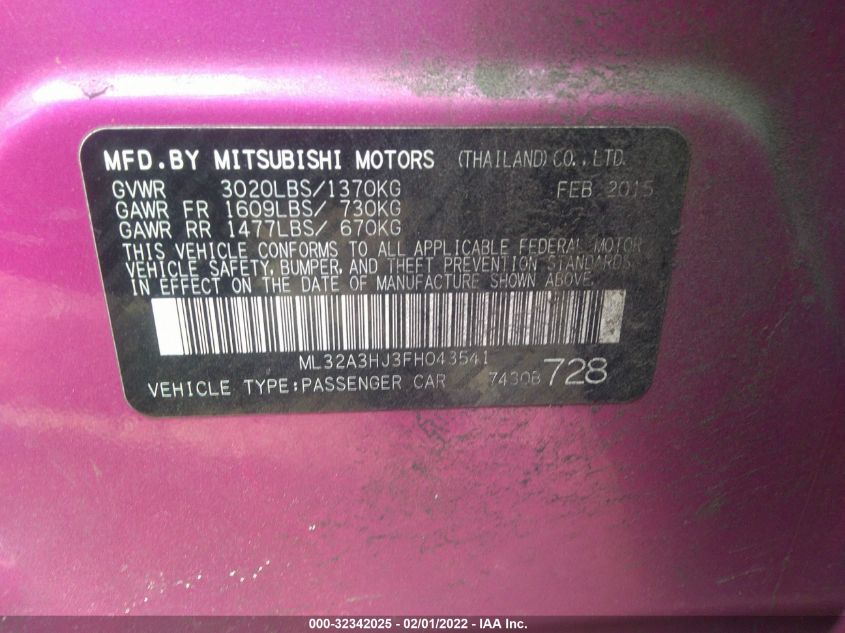 MFD.BY MITSUBISHI MOTORS (THAILAND) CO., LTD.
GVWR 3020LBS/1370KG FEB 2015
GAWR FR 1609LBS/ 730KG
GAWR RR 1477LBS/ 670KG
THIS VEHICLE CONFORMS TO ALL APPLICABLE FEDERAL MOTOR
VEHICLE SAFETY, BUMPER, AND THEFT PREVENTION STANDARDS
IN EFFECT ON THE DATE OF MANUFACTURE SHOWN ABOVE.
ML32A3HJ3FH043541
VEHICLE TYPE:PASSENGER CAR 7430B 728
000-32342025 - 02/01/2022 - IAA Inc.